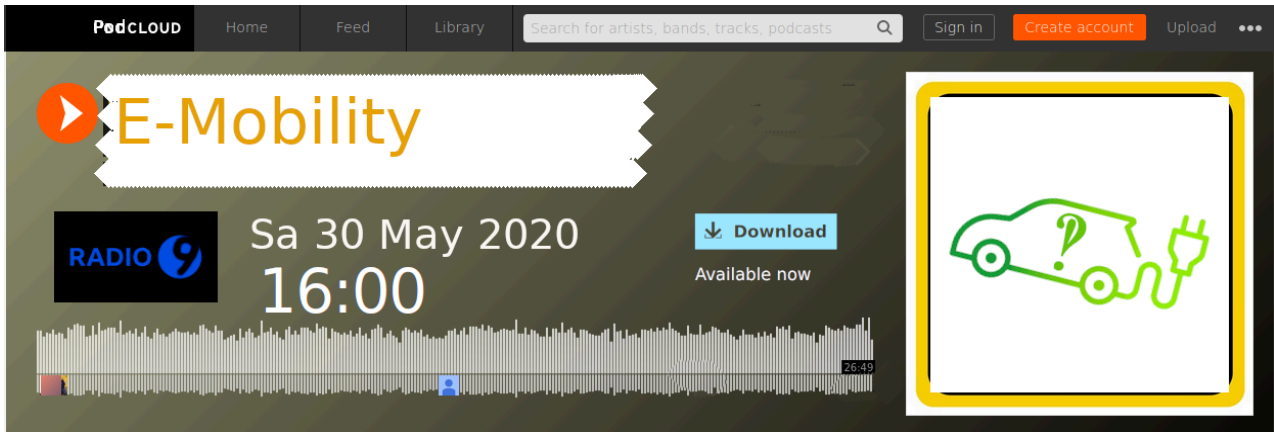 PodCLOUD Home Feed Library Search for artists, bands, tracks, podcasts Sign in Create account Upload
E-Mobility
RADIO 9
Sa 30 May 2020
16:00
Download
Available now
26:49